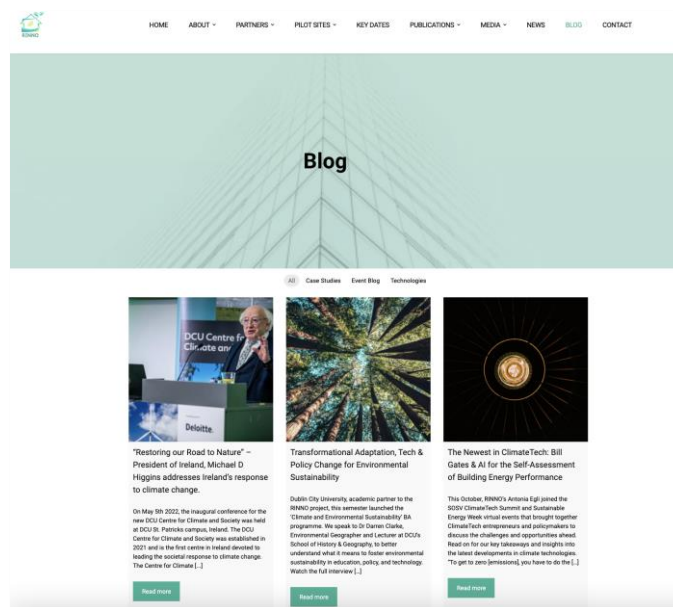 RINNO
HOME ABOUT PARTNERS PILOT SITES KEY DATES PUBLICATIONS MEDIA NEWS BLOG CONTACT
Blog
All Case Studies Event Blog Technologies
DCU Centre for
Climate and
Deloitte.
"Restoring our Road to Nature" –
President of Ireland, Michael D
Higgins addresses Ireland's response
to climate change.
On May 5th 2022, the inaugural conference for the
new DCU Centre for Climate and Society was held
at DCU St. Patricks campus, Ireland. The DCU
Centre for Climate and Society was established in
2021 and is the first centre in Ireland devoted to
leading the societal response to climate change.
The Centre for Climate [...]
Read more
Transformational Adaptation, Tech &
Policy Change for Environmental
Sustainability
Dublin City University, academic partner to the
RINNO project, this semester launched the
'Climate and Environmental Sustainability' BA
programme. We speak to Dr Darren Clarke,
Environmental Geographer and Lecturer at DCU's
School of History & Geography, to better
understand what it means to foster environmental
sustainability in education, policy, and technology.
Watch the full interview [...]
Read more
The Newest in ClimateTech: Bill
Gates & AI for the Self-Assessment
of Building Energy Performance
This October, RINNO's Antonia Egli joined the
SOSV ClimateTech Summit and Sustainable
Energy Week virtual events that brought together
ClimateTech entrepreneurs and policymakers to
discuss the challenges and opportunities ahead.
Read on for our key takeaways and insights into
the latest developments in climate technologies.
"To get to zero [emissions], you have to do the [...]
Read more